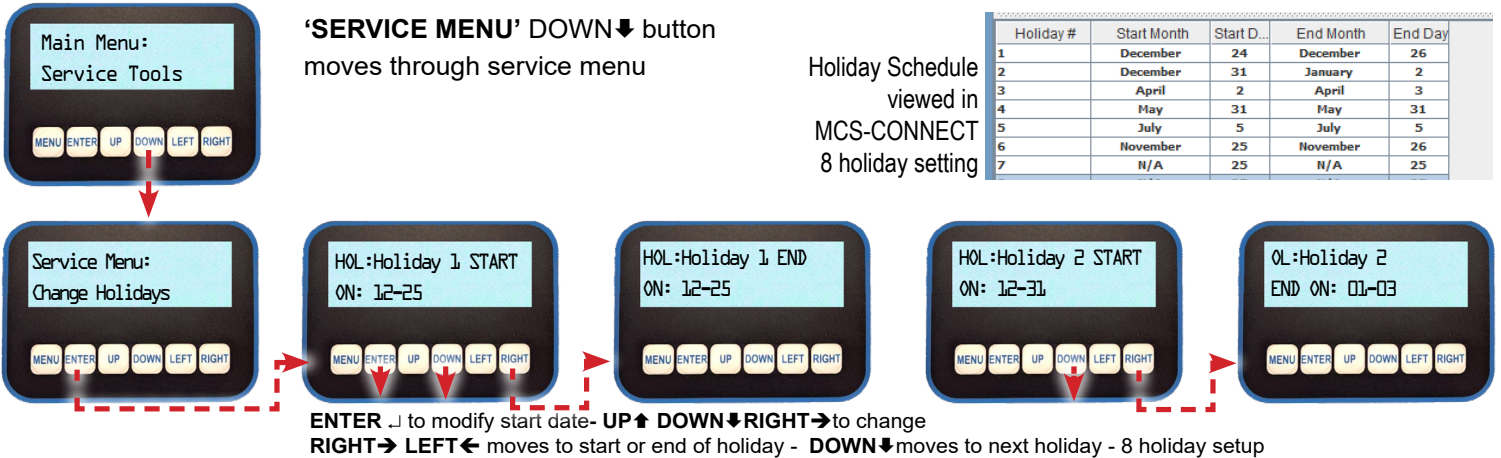 Main Menu:
Service Tools
MENU ENTER UP DOWN LEFT RIGHT
‘SERVICE MENU’ DOWN⬇ button
moves through service menu
Holiday Schedule
viewed in
MCS-CONNECT
8 holiday setting
Holiday # Start Month Start D... End Month End Day
1 December 24 December 26
2 December 31 January 2
3 April 2 April 3
4 May 31 May 31
5 July 5 July 5
6 November 25 November 26
7 N/A 25 N/A 25
Service Menu:
Change Holidays
MENU ENTER UP DOWN LEFT RIGHT
HOL:Holiday 1 START
ON: 12-25
MENU ENTER UP DOWN LEFT RIGHT
HOL:Holiday 1 END
ON: 12-25
MENU ENTER UP DOWN LEFT RIGHT
HOL:Holiday 2 START
ON: 12-31
MENU ENTER UP DOWN LEFT RIGHT
OL:Holiday 2
END ON: 01-03
MENU ENTER UP DOWN LEFT RIGHT
ENTER ↵ to modify start date- UP⬆ DOWN⬇RIGHT➔to change
RIGHT➔ LEFT🡸 moves to start or end of holiday - DOWN⬇moves to next holiday - 8 holiday setup